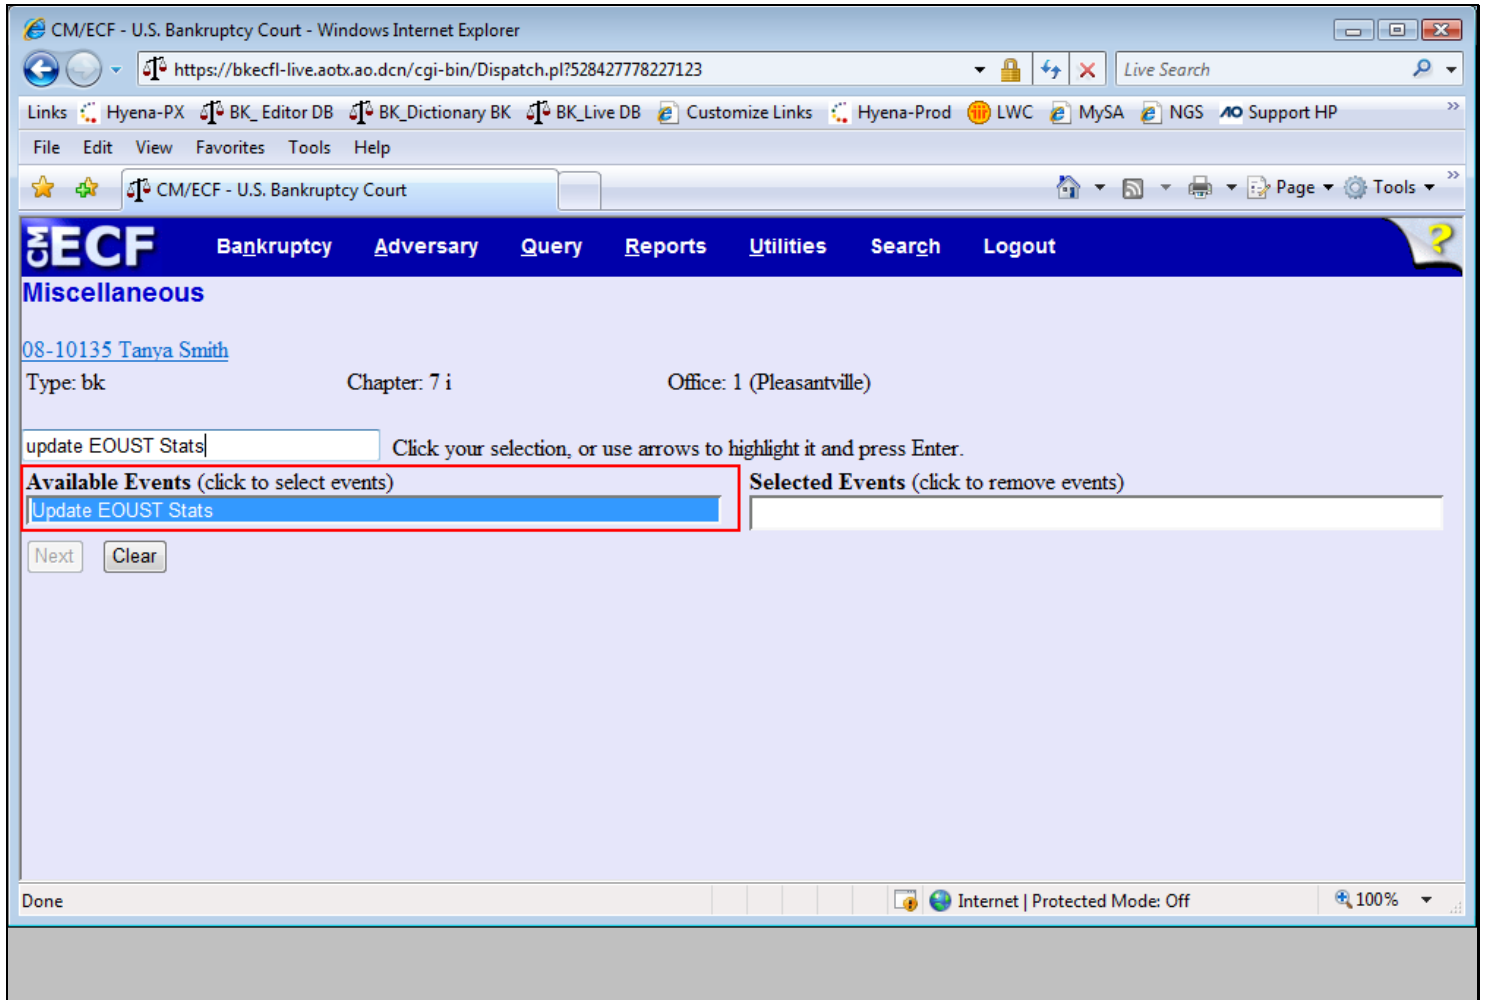 CM/ECF - U.S. Bankruptcy Court - Windows Internet Explorer
https://bkecfl-live.aotx.ao.dcn/cgi-bin/Dispatch.pl?528427778227123 Live Search
Links Hyena-PX BK_ Editor DB BK_Dictionary BK BK_Live DB Customize Links Hyena-Prod LWC MySA NGS AO Support HP »
File Edit View Favorites Tools Help
CM/ECF - U.S. Bankruptcy Court Page Tools »
CM ECF Bankruptcy Adversary Query Reports Utilities Search Logout ?
Miscellaneous
08-10135 Tanya Smith
Type: bk Chapter: 7 i Office: 1 (Pleasantville)
update EOUST Stats Click your selection, or use arrows to highlight it and press Enter.
Available Events (click to select events) Selected Events (click to remove events)
Update EOUST Stats
Next Clear
Done Internet | Protected Mode: Off 100%